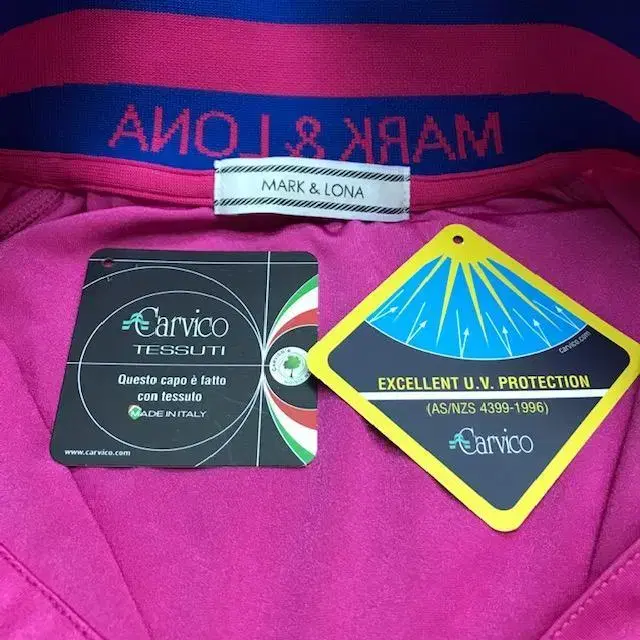 MARK & LONA
MARK & LONA
Carvico
TESSUTI
Questo capo è fatto
con tessuto
MADE IN ITALY
www.carvico.com
carvico.com
EXCELLENT U.V. PROTECTION
(AS/NZS 4399-1996)
Carvico